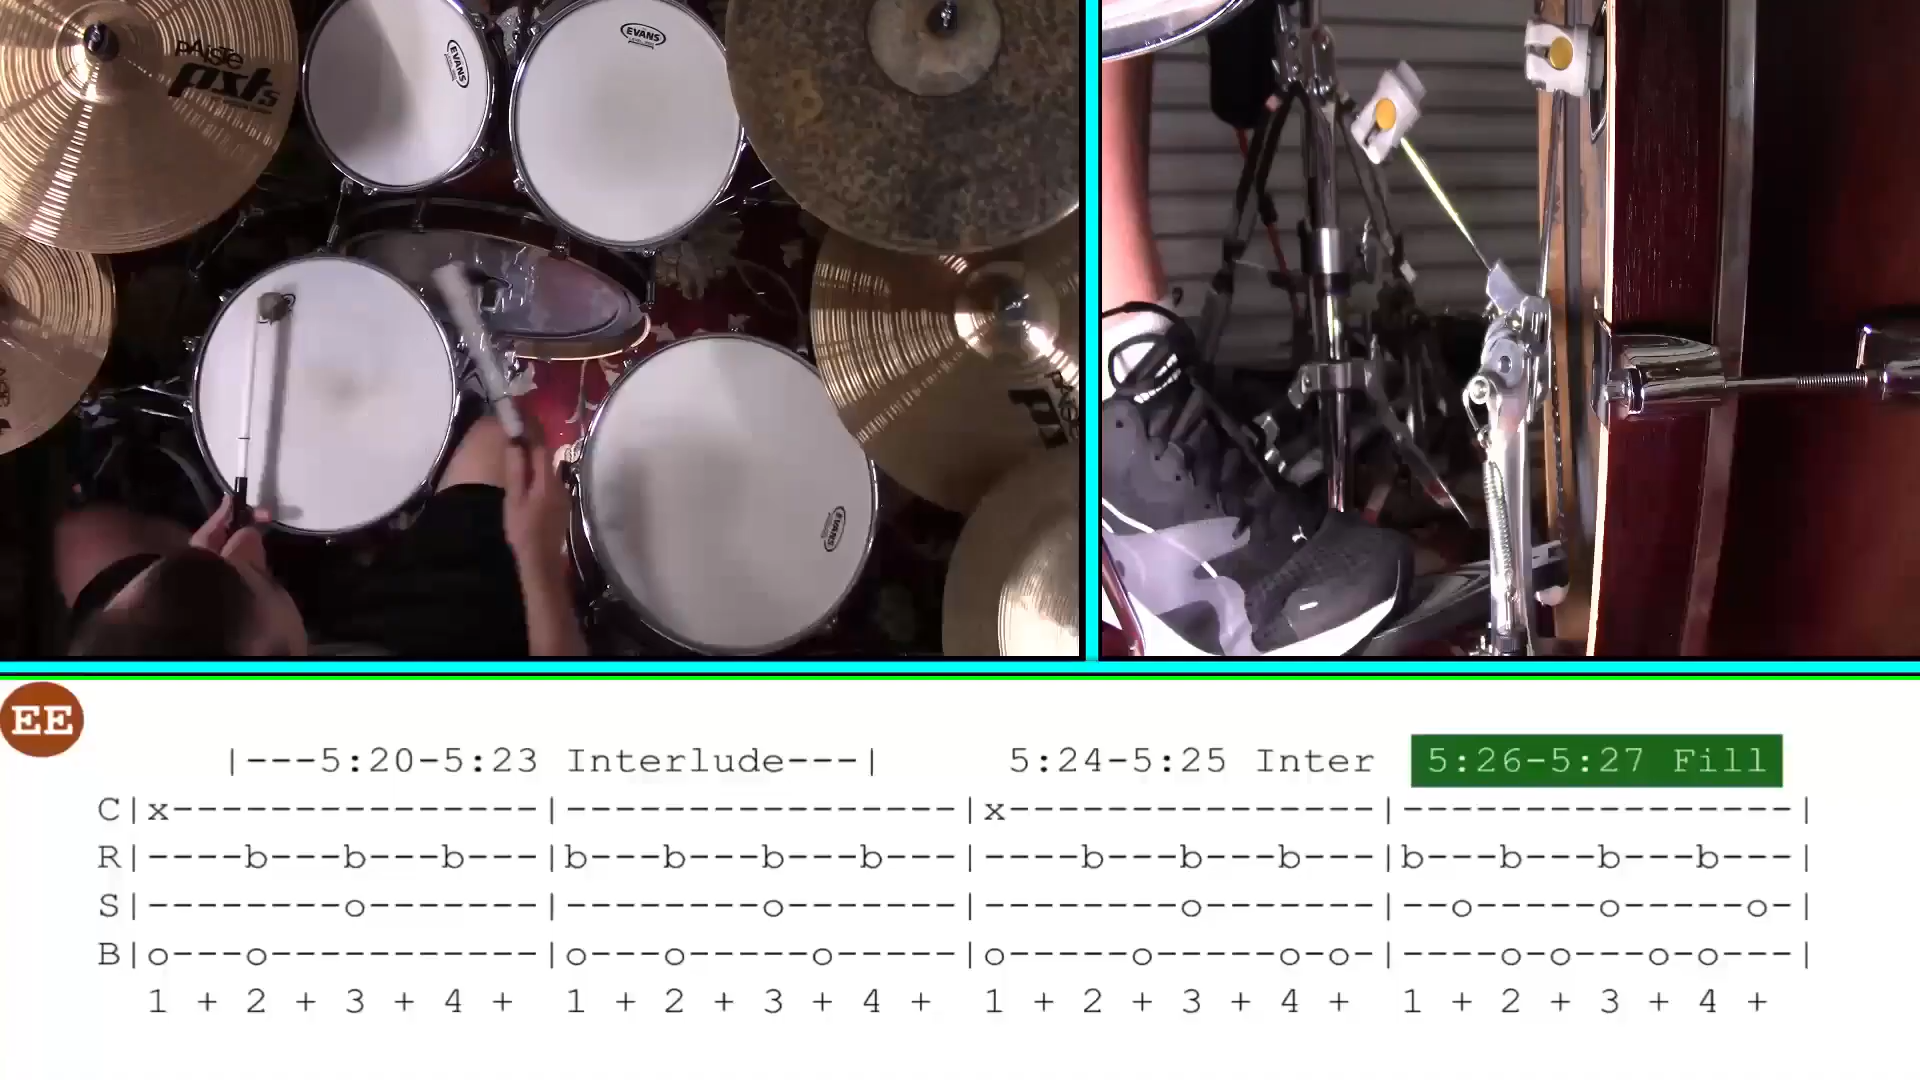 PAISTE
PST5
EVANS
EVANS
EVANS
EE
|---5:20-5:23 Interlude---| 5:24-5:25 Inter 5:26-5:27 Fill
C|x---------------|----------------|x---------------|----------------|
R|----b---b---b---|b---b---b---b---|----b---b---b---|b---b---b---b---|
S|--------o-------|--------o-------|--------o-------|--o-----o-----o-|
B|o---o-----------|o---o-----o-----|o-----o-----o-o-|----o-o---o-o---|
1 + 2 + 3 + 4 + 1 + 2 + 3 + 4 + 1 + 2 + 3 + 4 + 1 + 2 + 3 + 4 +